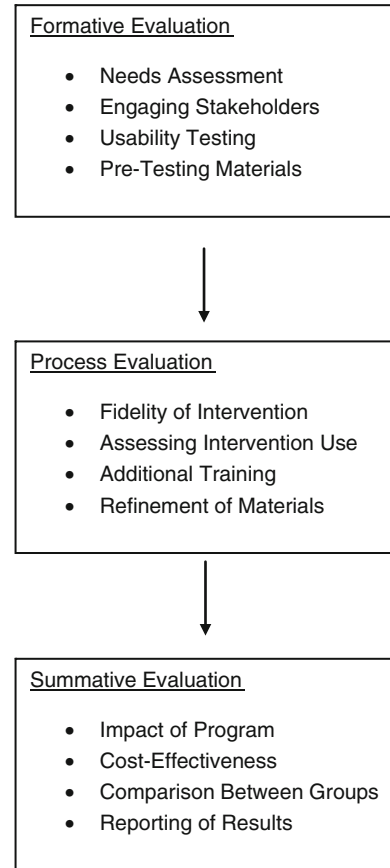 Formative Evaluation
• Needs Assessment
• Engaging Stakeholders
• Usability Testing
• Pre-Testing Materials
Process Evaluation
• Fidelity of Intervention
• Assessing Intervention Use
• Additional Training
• Refinement of Materials
Summative Evaluation
• Impact of Program
• Cost-Effectiveness
• Comparison Between Groups
• Reporting of Results